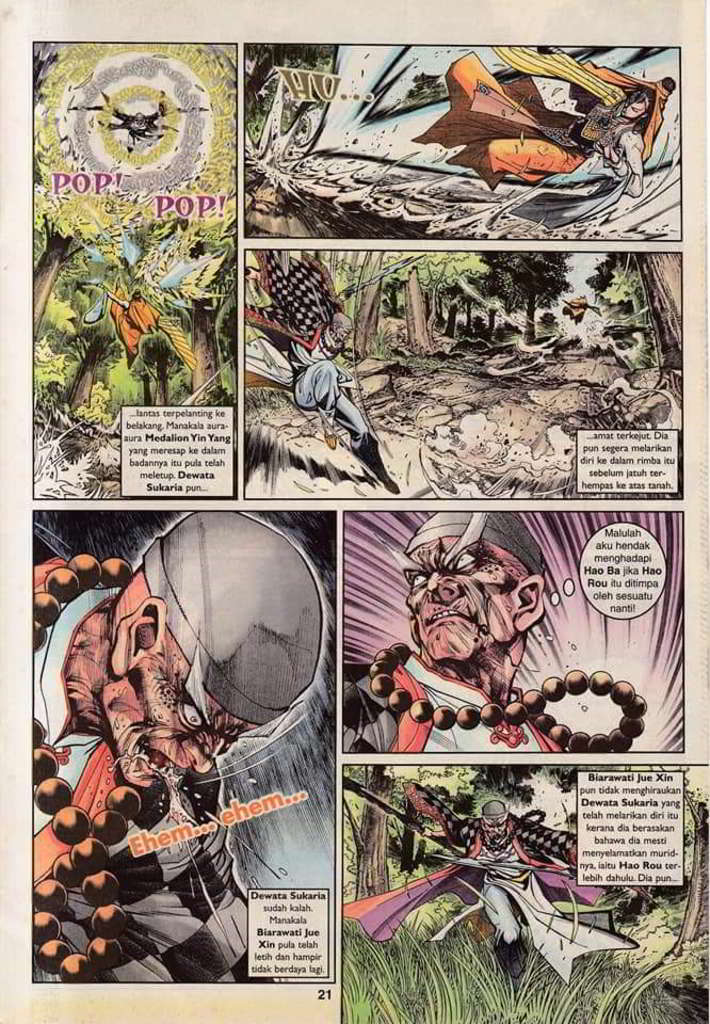 POP!
POP!
...lantas terpelanting ke
belakang. Manakala aura-
aura Medalion Yin Yang
yang meresap ke dalam
badannya itu pula telah
meletup. Dewata
Sukaria pun...
HU...
...amat terkejut. Dia
pun segera melarikan
diri ke dalam rimba itu
sebelum jatuh ter-
hempas ke atas tanah.
Ehem... ehem...
Dewata Sukaria
sudah kalah.
Manakala
Biarawati Jue
Xin pula telah
letih dan hampir
tidak berdaya lagi.
Malulah
aku hendak
menghadapi
Hao Ba jika Hao
Rou itu ditimpa
oleh sesuatu
nanti!
Biarawati Jue Xin
pun tidak menghiraukan
Dewata Sukaria yang
telah melarikan diri itu
kerana dia berasakan
bahawa dia mesti
menyelamatkan murid-
nya, iaitu Hao Rou ter-
lebih dahulu. Dia pun...
21